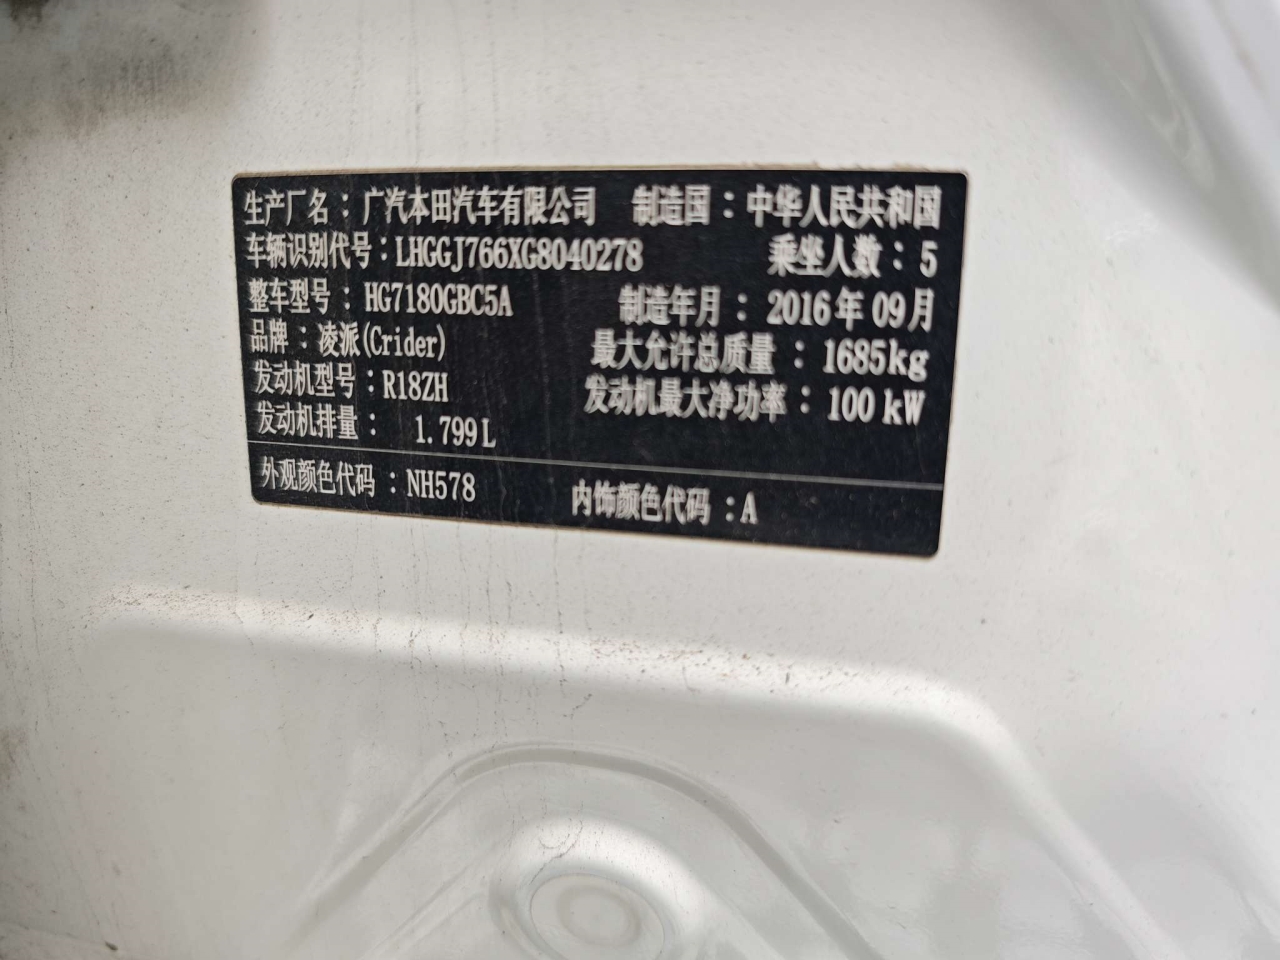 生产厂名：广汽本田汽车有限公司 制造国：中华人民共和国
车辆识别代号：LHGGJ766XG8040278 乘坐人数：5
整车型号：HG7180GBC5A 制造年月：2016年09月
品牌：凌派(Crider) 最大允许总质量：1685kg
发动机型号：R18ZH 发动机最大净功率：100 kW
发动机排量：1.799L
外观颜色代码：NH578 内饰颜色代码：A